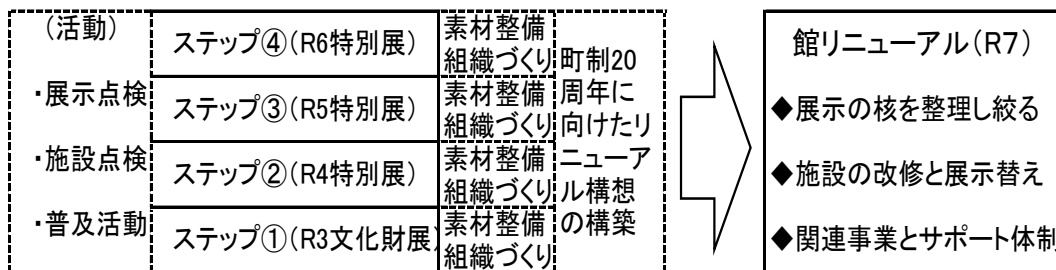 (活動)
・展示点検
・施設点検
・普及活動
ステップ④(R6特別展)
素材整備
組織づくり
ステップ③(R5特別展)
素材整備
組織づくり
ステップ②(R4特別展)
素材整備
組織づくり
ステップ①(R3文化財展)
素材整備
組織づくり
町制20
周年に
向けたリ
ニューア
ル構想
の構築
館リニューアル(R7)
◆展示の核を整理し絞る
◆施設の改修と展示替え
◆関連事業とサポート体制